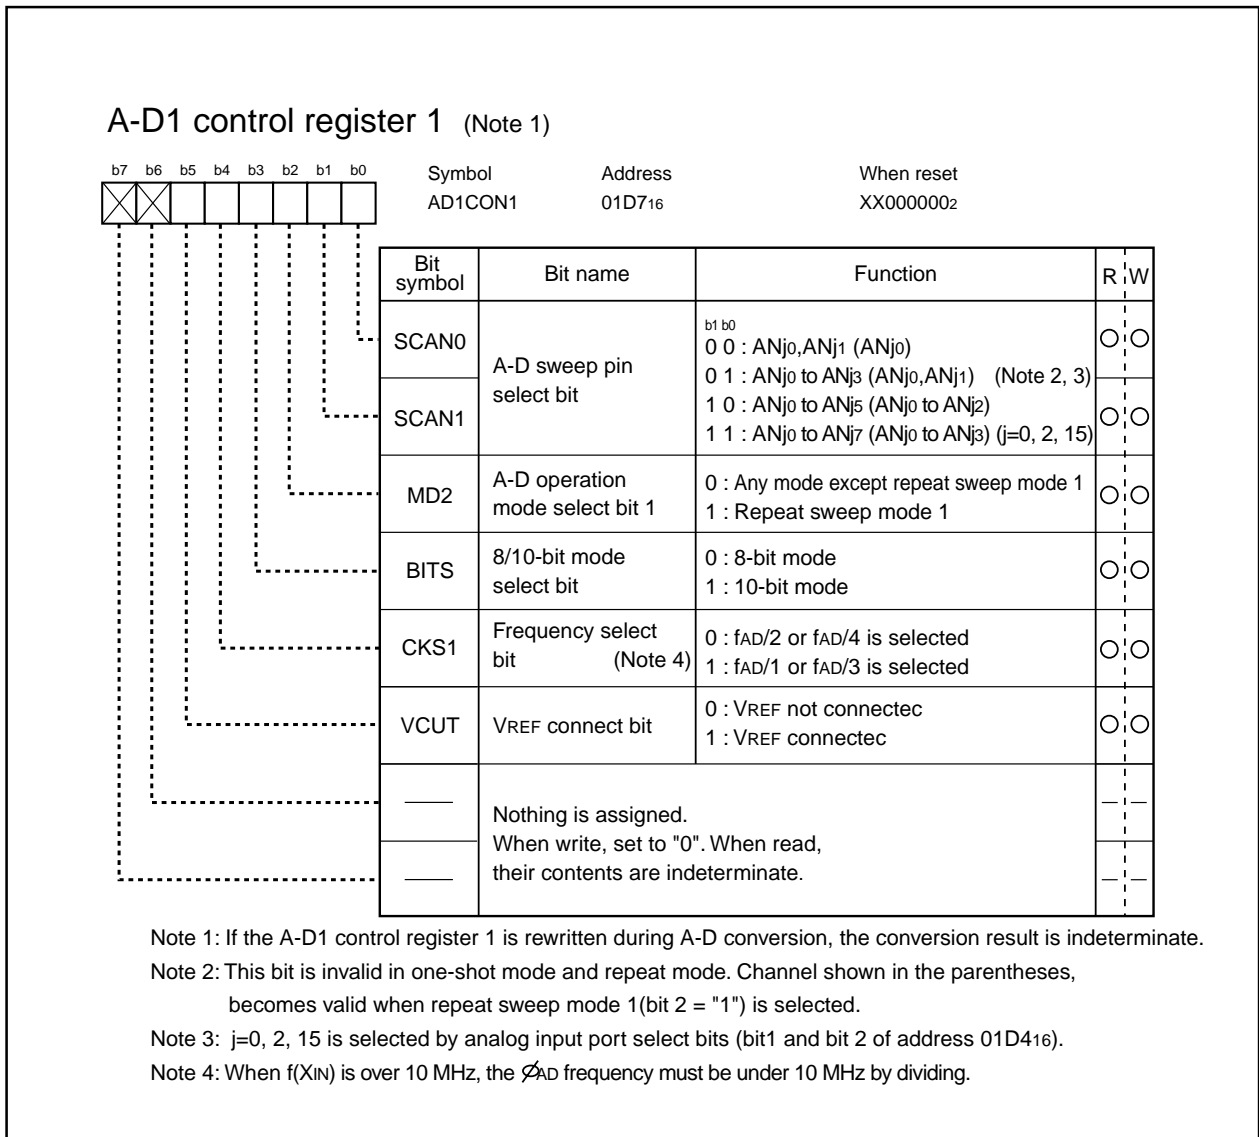 A-D1 control register 1 (Note 1)
b7 b6 b5 b4 b3 b2 b1 b0
Symbol Address When reset
AD1CON1 01D716 XX0000002
Bit symbol Bit name Function R W
SCAN0
SCAN1
A-D sweep pin
select bit
b1 b0
0 0 : ANj0,ANj1 (ANj0)
0 1 : ANj0 to ANj3 (ANj0,ANj1) (Note 2, 3)
1 0 : ANj0 to ANj5 (ANj0 to ANj2)
1 1 : ANj0 to ANj7 (ANj0 to ANj3) (j=0, 2, 15)
MD2
A-D operation
mode select bit 1
0 : Any mode except repeat sweep mode 1
1 : Repeat sweep mode 1
BITS
8/10-bit mode
select bit
0 : 8-bit mode
1 : 10-bit mode
CKS1
Frequency select
bit (Note 4)
0 : fAD/2 or fAD/4 is selected
1 : fAD/1 or fAD/3 is selected
VCUT
VREF connect bit
0 : VREF not connectec
1 : VREF connectec
Nothing is assigned.
When write, set to "0". When read,
their contents are indeterminate.
Note 1: If the A-D1 control register 1 is rewritten during A-D conversion, the conversion result is indeterminate.
Note 2: This bit is invalid in one-shot mode and repeat mode. Channel shown in the parentheses,
becomes valid when repeat sweep mode 1(bit 2 = "1") is selected.
Note 3: j=0, 2, 15 is selected by analog input port select bits (bit1 and bit 2 of address 01D416).
Note 4: When f(XIN) is over 10 MHz, the ØAD frequency must be under 10 MHz by dividing.